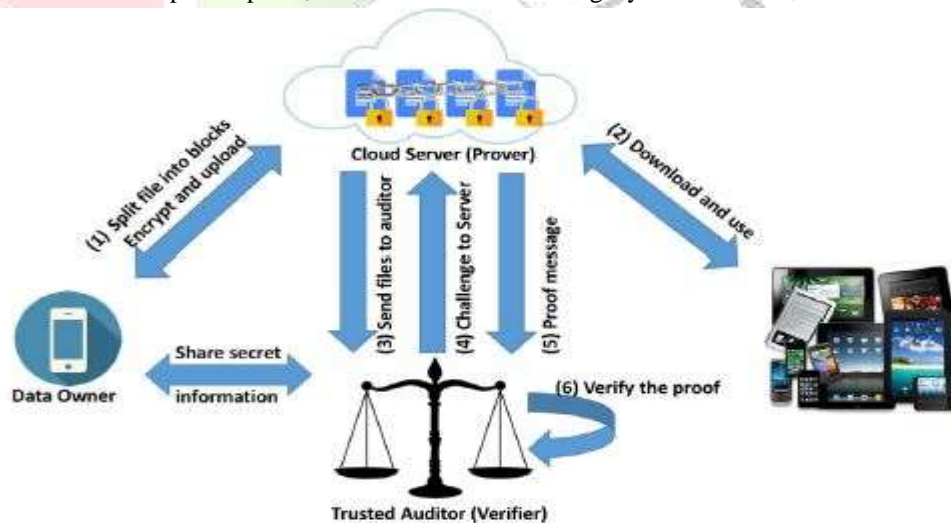 Cloud Server (Prover)
(1) Split file into blocks
Encrypt and upload
(2) Download and use
(3) Send files to auditor
(4) Challenge to Server
(5) Proof message
Data Owner
Share secret
information
(6) Verify the proof
Trusted Auditor (Verifier)